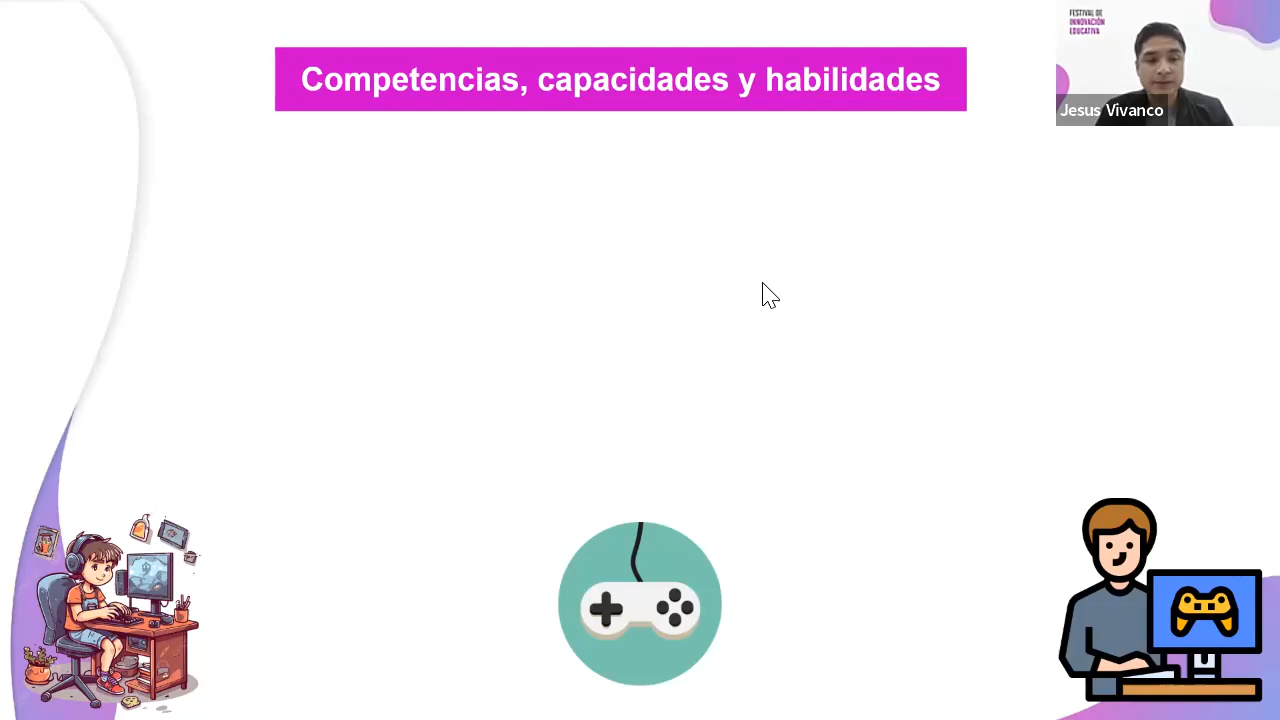 Competencias, capacidades y habilidades
FESTIVAL DE
INNOVACIÓN
EDUCATIVA
Jesus Vivanco